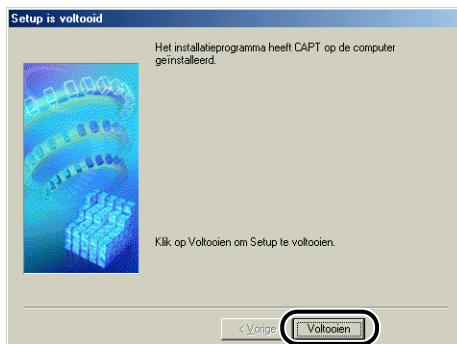 Setup is voltooid
Het installatieprogramma heeft CAPT op de computer
geïnstalleerd.
Klik op Voltooien om Setup te voltooien.
< Vorige
Voltooien